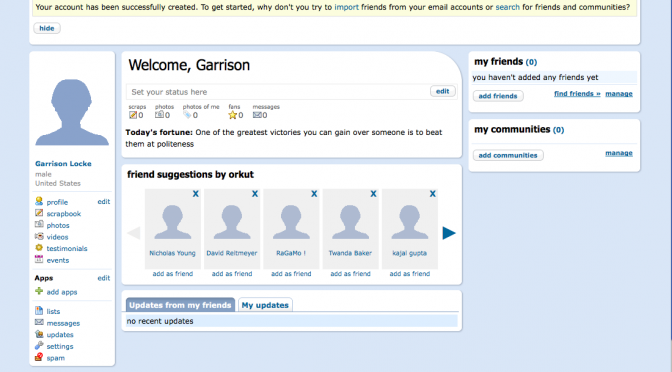 Your account has been successfully created. To get started, why don't you try to import friends from your email accounts or search for friends and communities?
hide
Garrison Locke
male
United States
profile edit
scrapbook
photos
videos
testimonials
events
Apps edit
add apps
lists
messages
updates
settings
spam
Welcome, Garrison
Set your status here edit
scraps photos photos of me fans messages
0 0 0 0 0
Today's fortune: One of the greatest victories you can gain over someone is to beat
them at politeness
friend suggestions by orkut
X X X X X
Nicholas Young David Reitmeyer RaGaMo ! Twanda Baker kajal gupta
add as friend add as friend add as friend add as friend add as friend
Updates from my friends My updates
no recent updates
my friends (0)
you haven't added any friends yet
add friends find friends » manage
my communities (0)
add communities manage